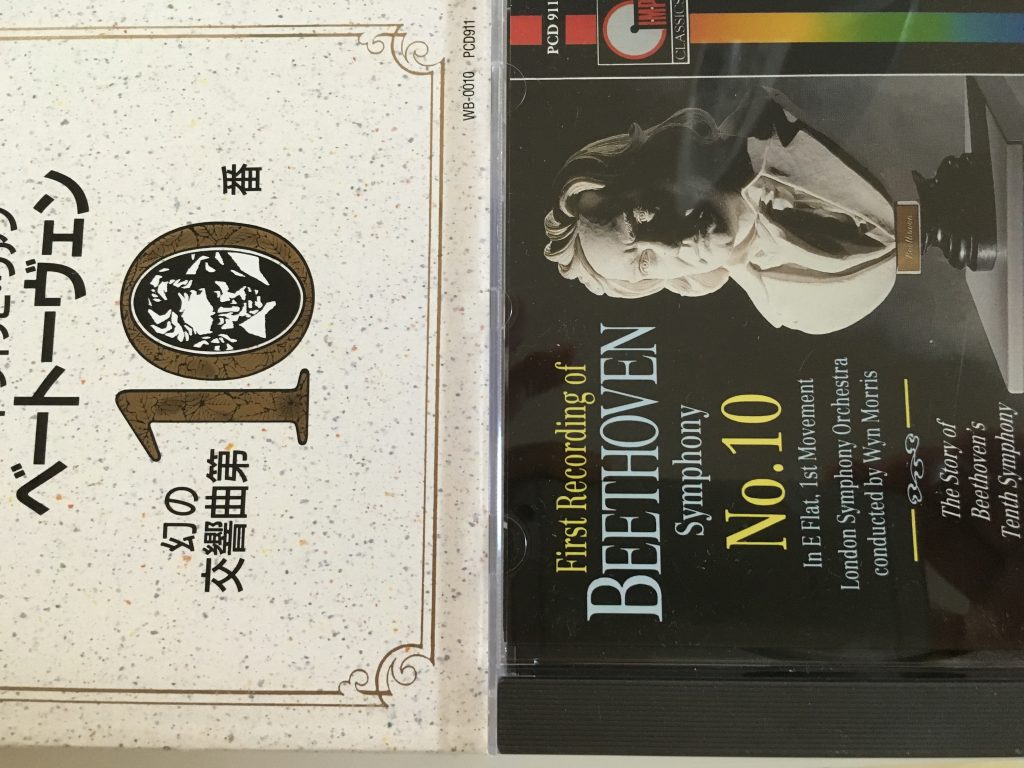 ベートーヴェン
幻の
交響曲第
10
番
WB-0010 PCD911
PCD 911
IMP
CLASSICS
First Recording of
BEETHOVEN
Symphony
No.10
In E Flat, 1st Movement
London Symphony Orchestra
conducted by Wyn Morris
The Story of
Beethoven's
Tenth Symphony
Beethoven